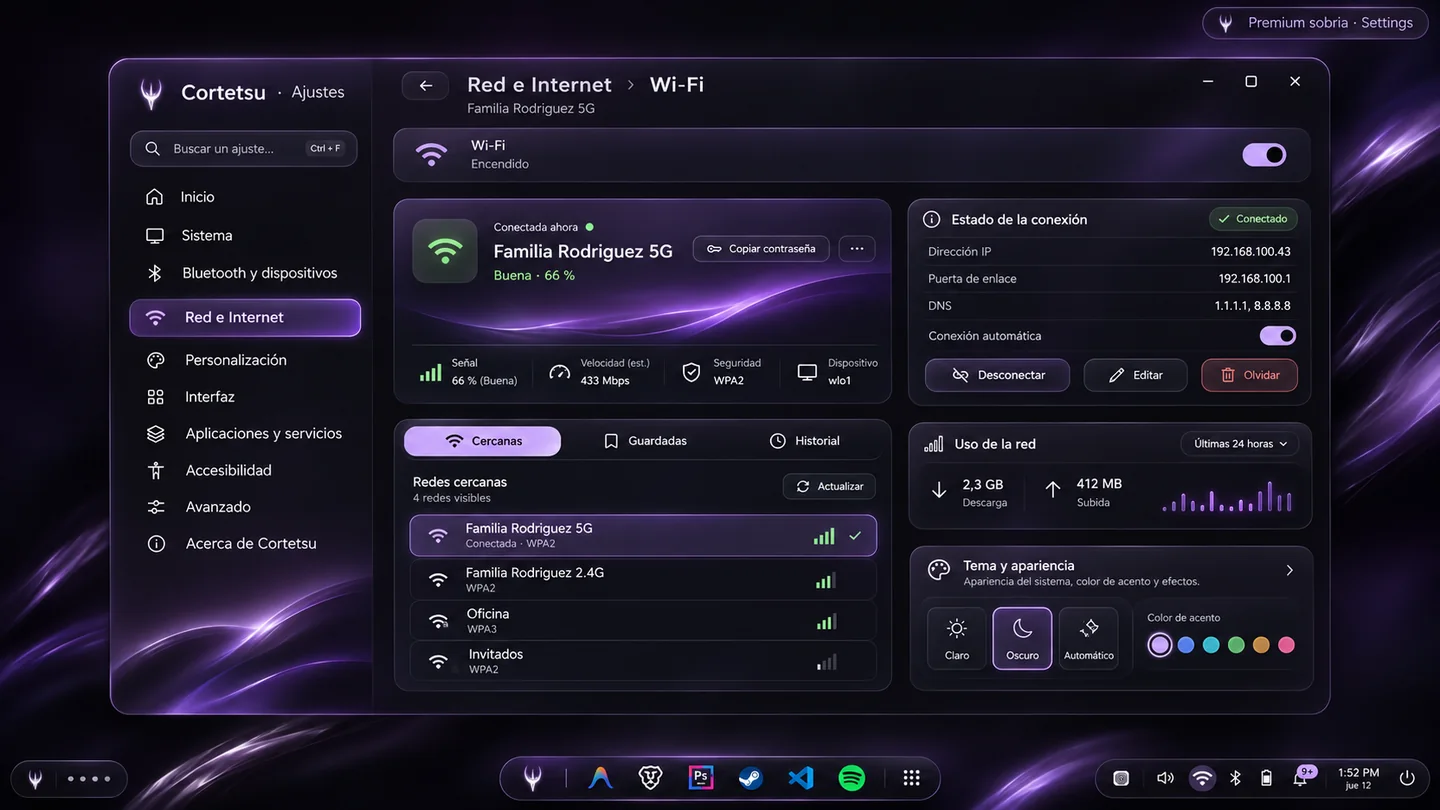 Premium sobria · Settings
Cortetsu · Ajustes
Buscar un ajuste...
Ctrl + F
Inicio
Sistema
Bluetooth y dispositivos
Red e Internet
Personalización
Interfaz
Aplicaciones y servicios
Accesibilidad
Avanzado
Acerca de Cortetsu
Red e Internet › Wi-Fi
Familia Rodriguez 5G
Wi-Fi
Encendido
Conectada ahora
Familia Rodriguez 5G
Buena · 66 %
Copiar contraseña
Señal
66 % (Buena)
Velocidad (est.)
433 Mbps
Seguridad
WPA2
Dispositivo
wlo1
Cercanas
Guardadas
Historial
Redes cercanas
4 redes visibles
Actualizar
Familia Rodriguez 5G
Conectada · WPA2
Familia Rodriguez 2.4G
WPA2
Oficina
WPA3
Invitados
WPA2
Estado de la conexión
Conectado
Dirección IP
192.168.100.43
Puerta de enlace
192.168.100.1
DNS
1.1.1.1, 8.8.8.8
Conexión automática
Desconectar
Editar
Olvidar
Uso de la red
Últimas 24 horas
2,3 GB
Descarga
412 MB
Subida
Tema y apariencia
Apariencia del sistema, color de acento y efectos.
Claro
Oscuro
Automático
Color de acento
Ps
9+
1:52 PM
jue 12